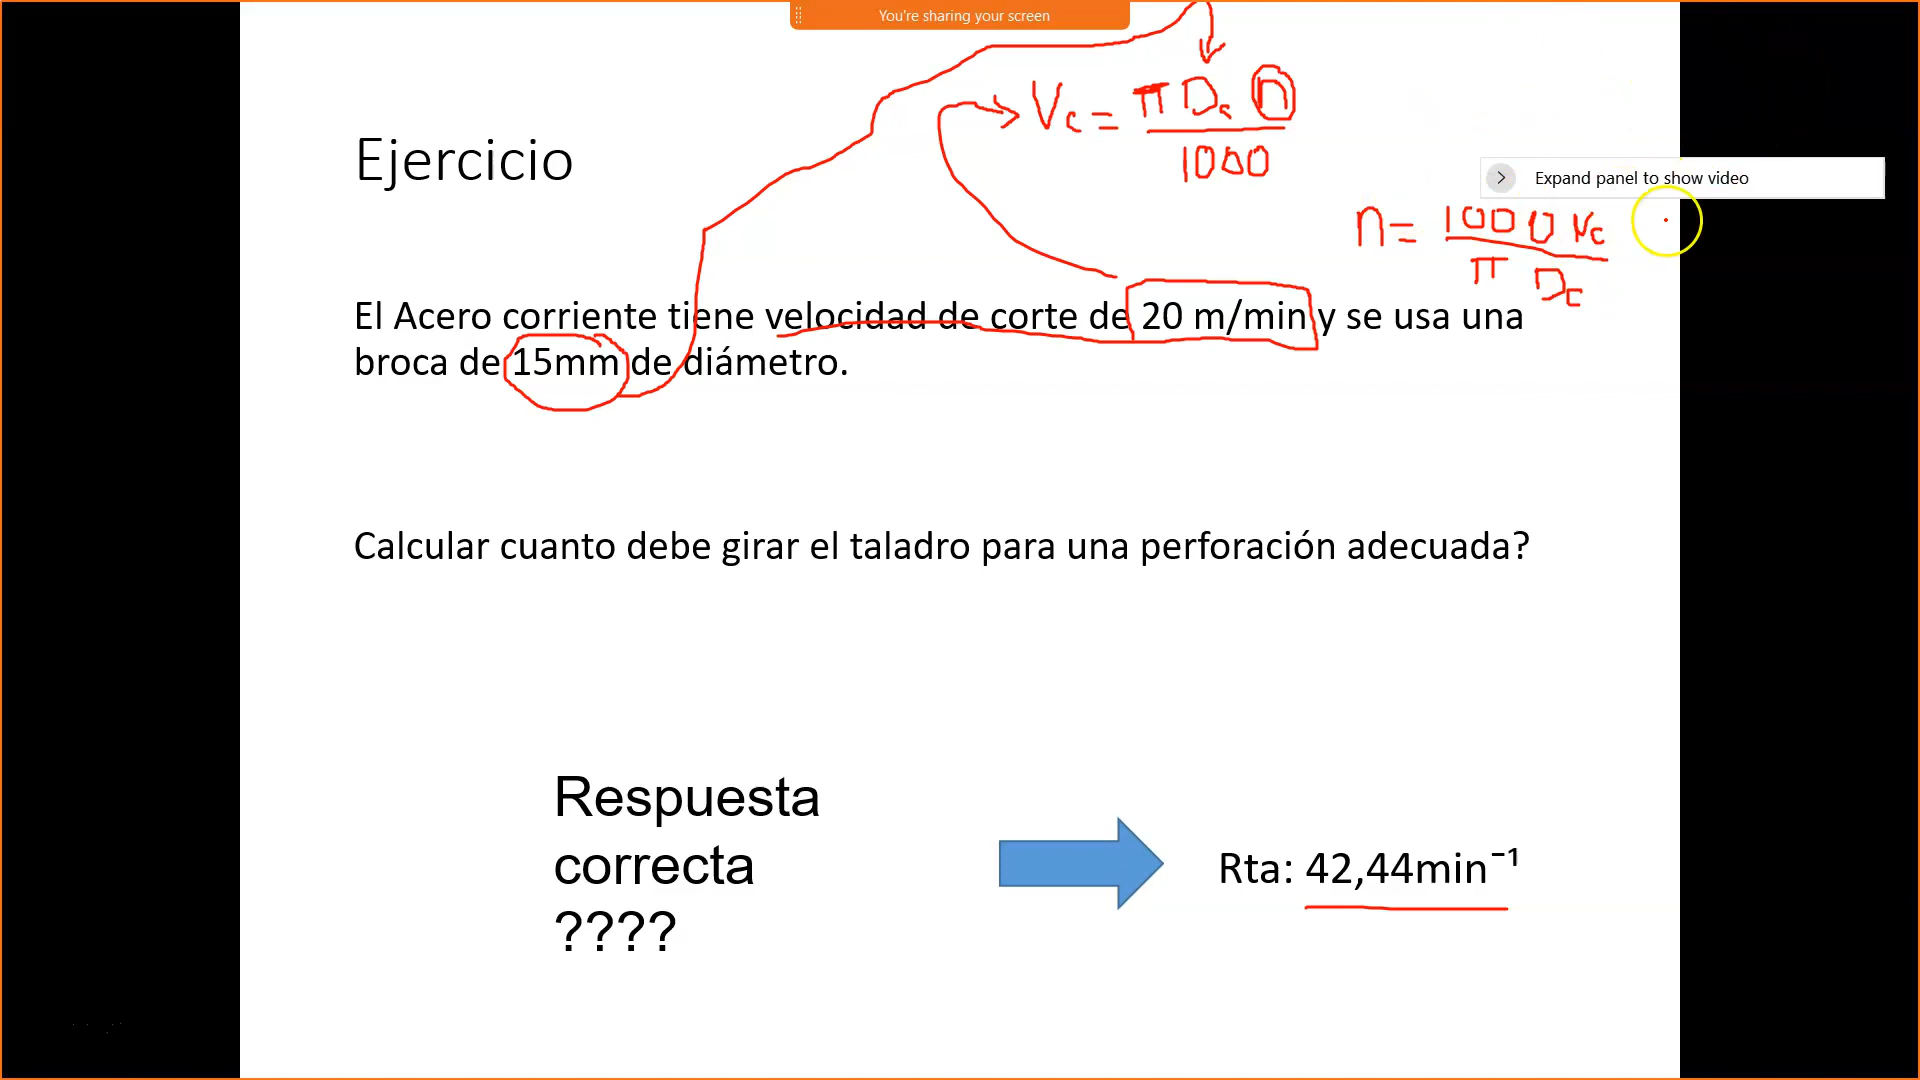 You're sharing your screen
Vc = π Dc n
1000
Ejercicio
Expand panel to show video
n = 1000 Vc
π Dc
El Acero corriente tiene velocidad de corte de 20 m/min y se usa una
broca de 15mm de diámetro.
Calcular cuanto debe girar el taladro para una perforación adecuada?
Respuesta
correcta
????
Rta: 42,44min⁻¹